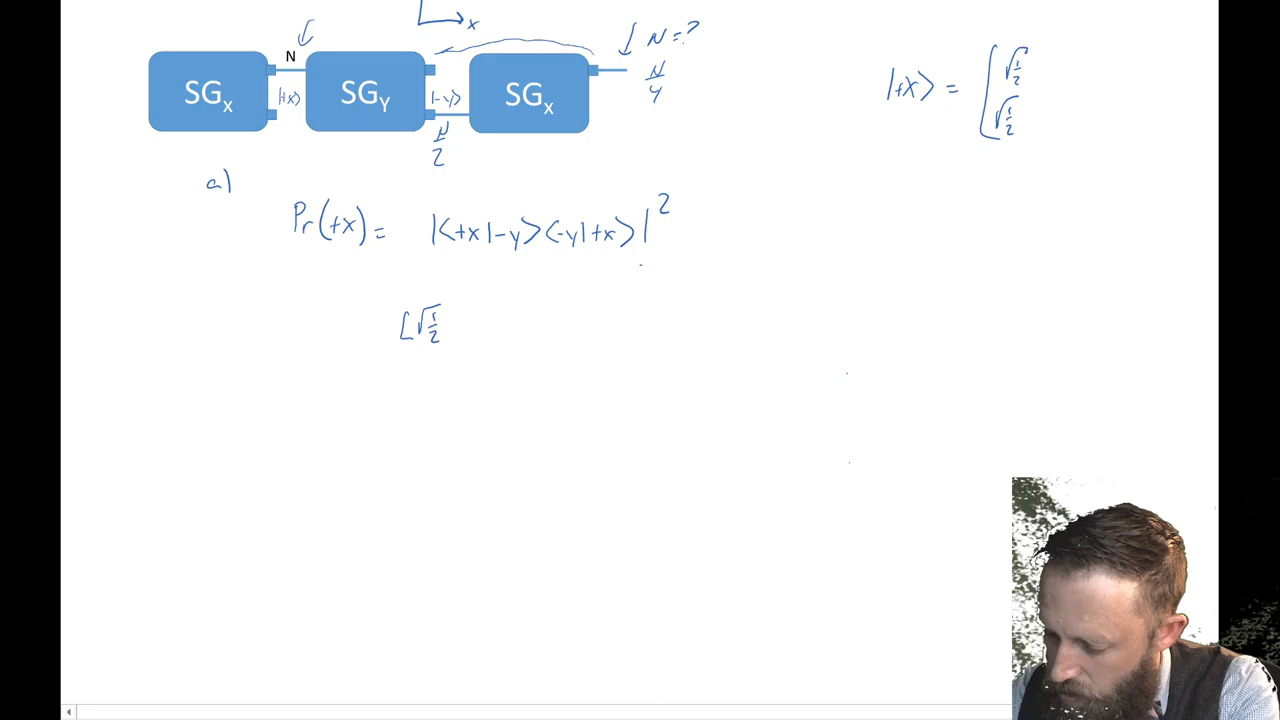 x
N N=?
SGx |+x> SGY |-y> SGx N/4
N/2
|+x> = [√1/2 √1/2
a)
Pr(+x) = |<+x|-y><-y|+x>|²
[√1/2